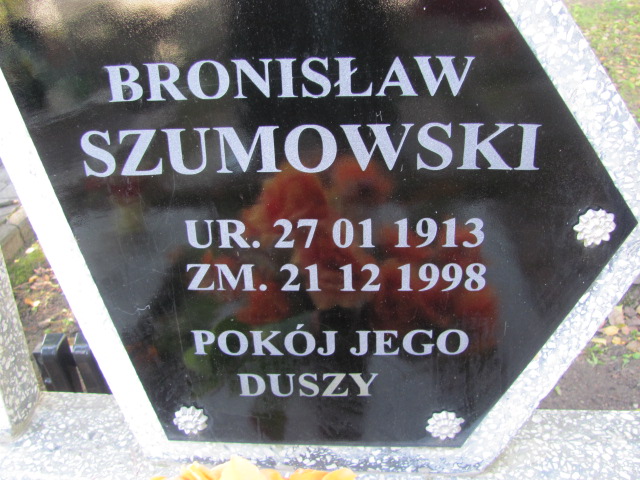 BRONISŁAW
SZUMOWSKI
UR. 27 01 1913
ZM. 21 12 1998
POKÓJ JEGO
DUSZY